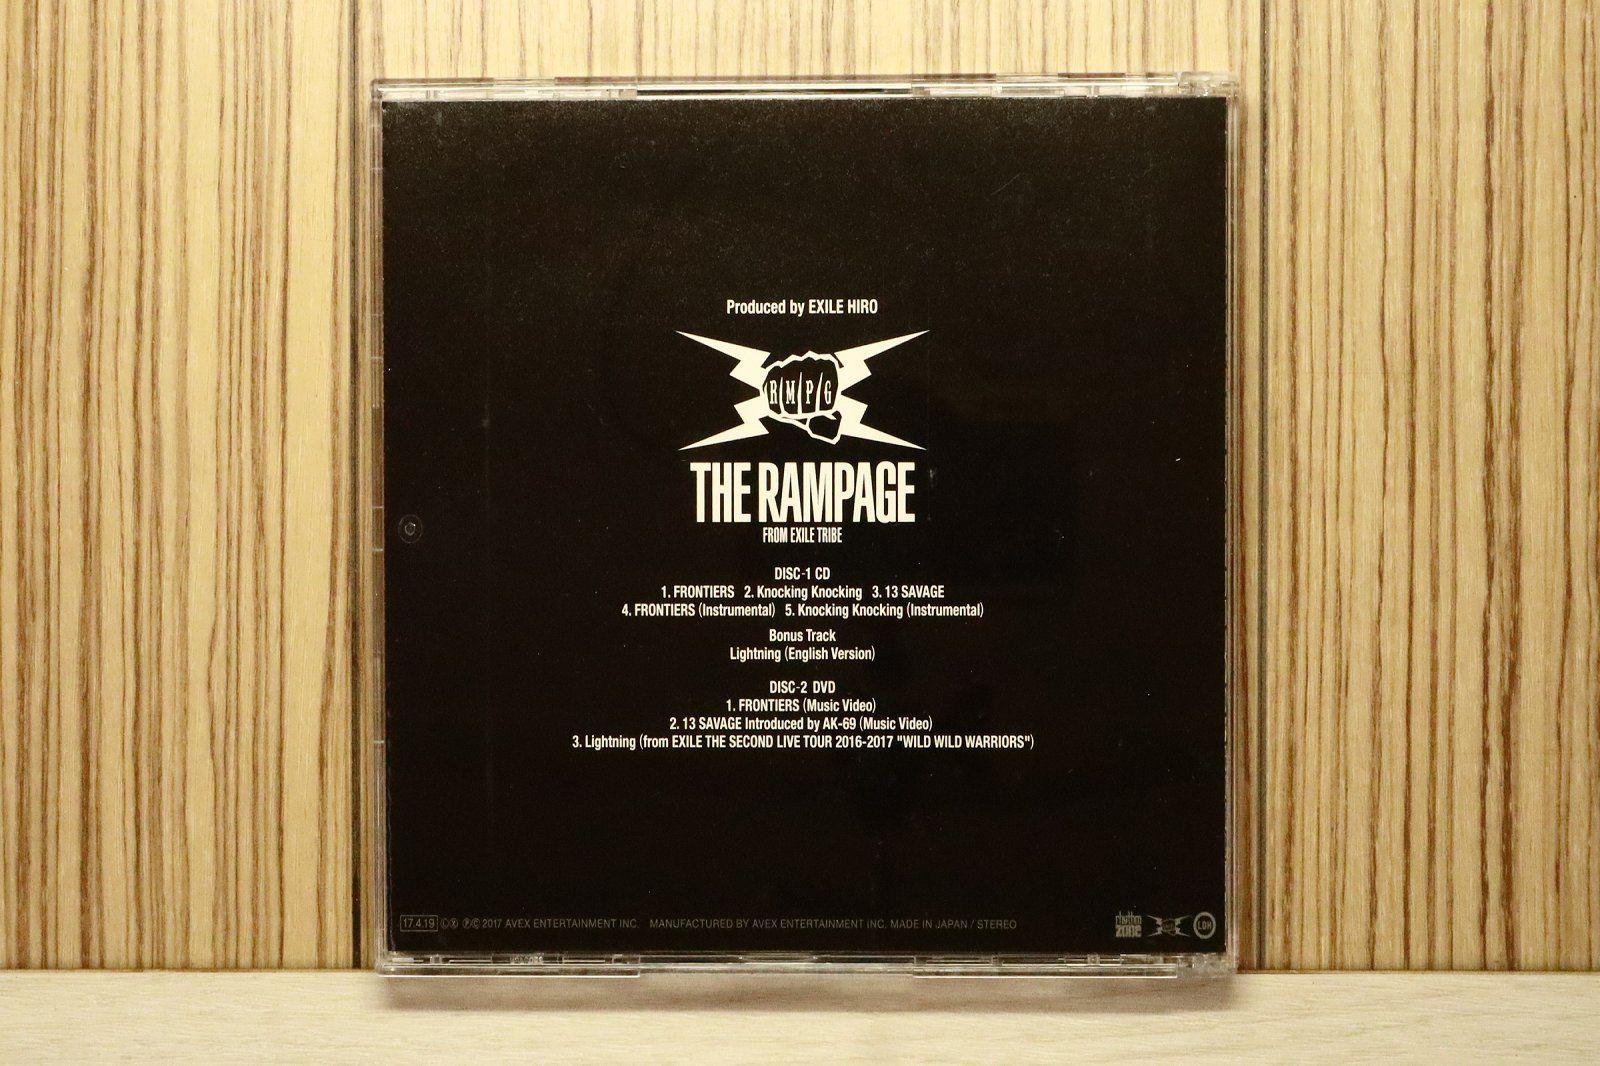 Produced by EXILE HIRO
RMPG
THE RAMPAGE
FROM EXILE TRIBE
DISC-1 CD
1. FRONTIERS 2. Knocking Knocking 3. 13 SAVAGE
4. FRONTIERS (Instrumental) 5. Knocking Knocking (Instrumental)
Bonus Track
Lightning (English Version)
DISC-2 DVD
1. FRONTIERS (Music Video)
2. 13 SAVAGE Introduced by AK-69 (Music Video)
3. Lightning (from EXILE THE SECOND LIVE TOUR 2016-2017 "WILD WILD WARRIORS")
17.4.19 Ⓛ Ⓧ Ⓟ Ⓒ 2017 AVEX ENTERTAINMENT INC. MANUFACTURED BY AVEX ENTERTAINMENT INC. MADE IN JAPAN / STEREO
rhythm zone
LDH